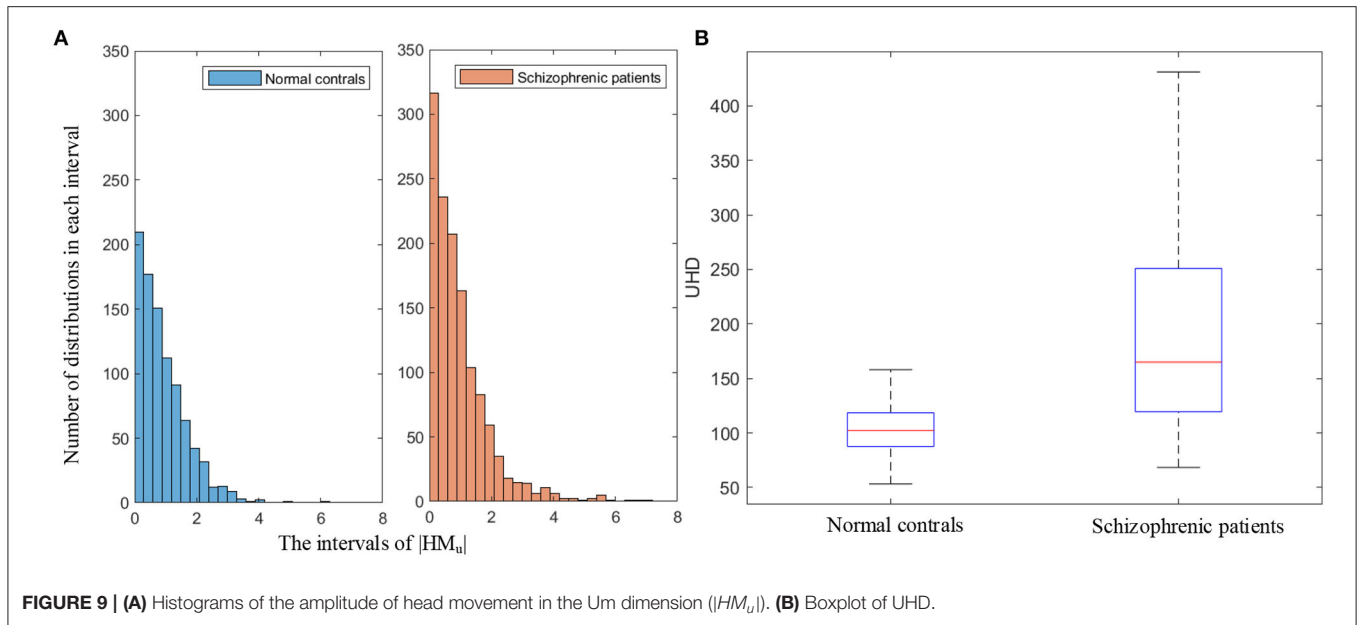 A
B
350
300
250
200
150
100
50
0
Number of distributions in each interval
Normal contrals
0 2 4 6 8
350
300
250
200
150
100
50
0
Schizophrenic patients
0 2 4 6 8
The intervals of |HMu|
400
350
300
250
200
150
100
50
UHD
Normal contrals Schizophrenic patients
FIGURE 9 | (A) Histograms of the amplitude of head movement in the Um dimension (|HMu|). (B) Boxplot of UHD.